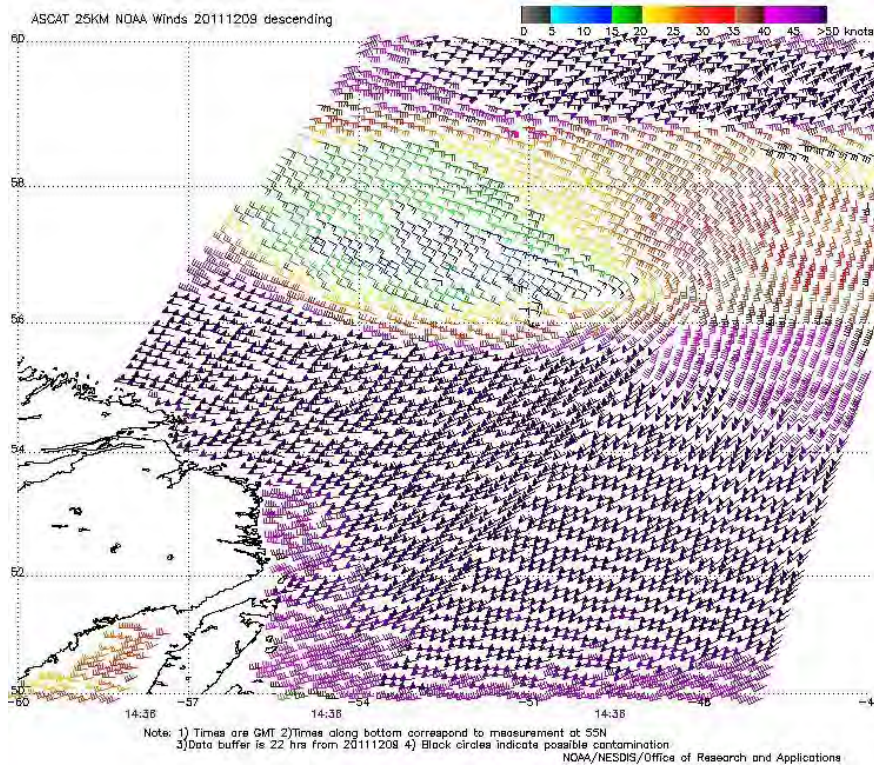 ASCAT 25KM NOAA Winds 20111209 descending
0 5 10 15 20 25 30 35 40 45 >50 knots
60
58
56
54
52
50
-60 -57 -54 -51 -48 -4
14:38 14:38 14:38
Note: 1) Times are GMT 2)Times along bottom correspond to measurement at 55N
3)Data buffer is 22 hrs from 20111209 4) Black circles indicate possible contamination
NOAA/NESDIS/Office of Research and Applications